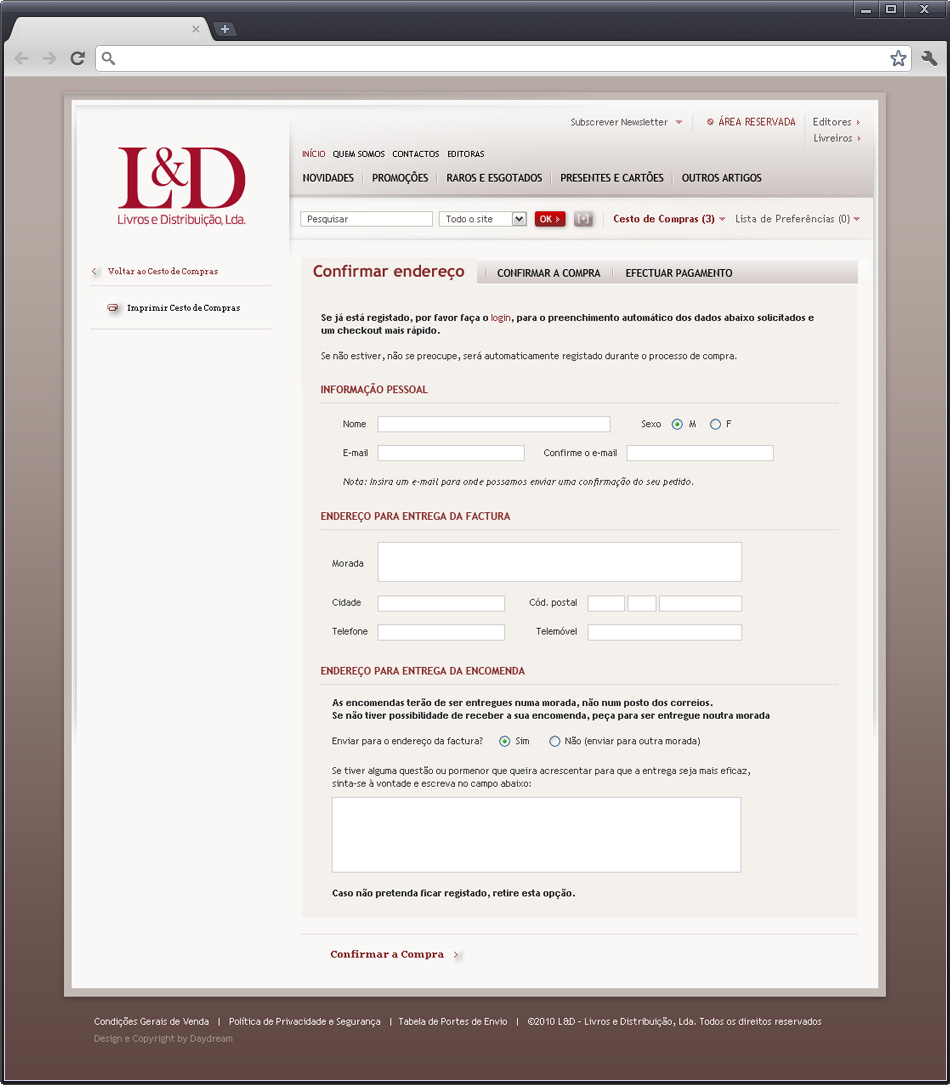 Subscrever Newsletter
ÁREA RESERVADA
Editores
Livreiros
INÍCIO QUEM SOMOS CONTACTOS EDITORAS
NOVIDADES PROMOÇÕES RAROS E ESGOTADOS PRESENTES E CARTÕES OUTROS ARTIGOS
L&D
Livros e Distribuição, Lda.
Pesquisar Todo o site OK [+] Cesto de Compras (3) Lista de Preferências (0)
Voltar ao Cesto de Compras
Imprimir Cesto de Compras
Confirmar endereço CONFIRMAR A COMPRA EFECTUAR PAGAMENTO
Se já está registado, por favor faça o login, para o preenchimento automático dos dados abaixo solicitados e
um checkout mais rápido.
Se não estiver, não se preocupe, será automaticamente registado durante o processo de compra.
INFORMAÇÃO PESSOAL
Nome Sexo M F
E-mail Confirme o e-mail
Nota: Insira um e-mail para onde possamos enviar uma confirmação do seu pedido.
ENDEREÇO PARA ENTREGA DA FACTURA
Morada
Cidade Cód. postal
Telefone Telemóvel
ENDEREÇO PARA ENTREGA DA ENCOMENDA
As encomendas terão de ser entregues numa morada, não num posto dos correios.
Se não tiver possibilidade de receber a sua encomenda, peça para ser entregue noutra morada
Enviar para o endereço da factura? Sim Não (enviar para outra morada)
Se tiver alguma questão ou pormenor que queira acrescentar para que a entrega seja mais eficaz,
sinta-se à vontade e escreva no campo abaixo:
Caso não pretenda ficar registado, retire esta opção.
Confirmar a Compra
Condições Gerais de Venda | Política de Privacidade e Segurança | Tabela de Portes de Envio | ©2010 L&D - Livros e Distribuição, Lda. Todos os direitos reservados
Design e Copyright by Daydream